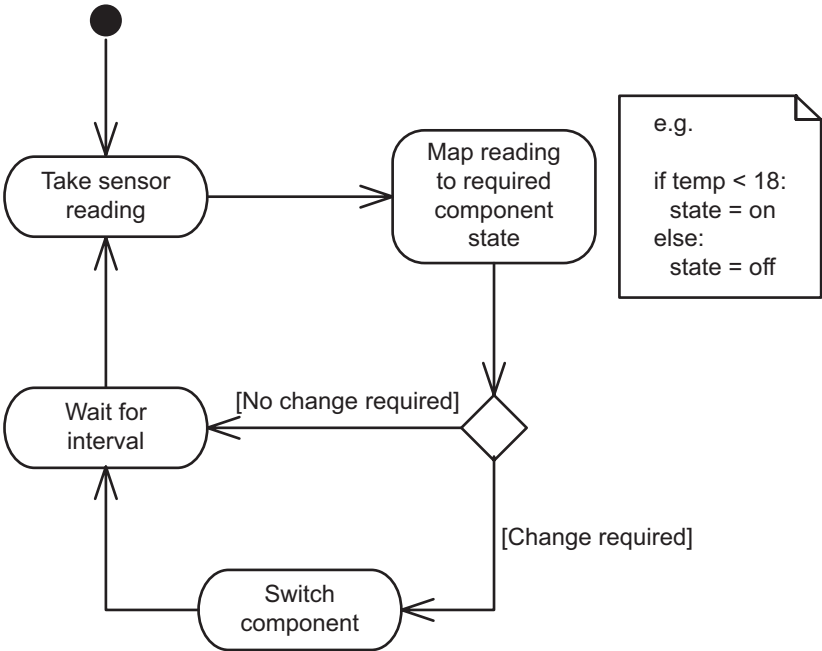 Take sensor
reading
Map reading
to required
component
state
e.g.
if temp < 18:
state = on
else:
state = off
Wait for
interval
[No change required]
[Change required]
Switch
component